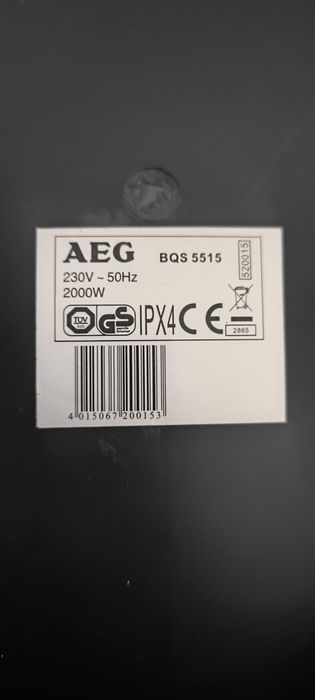 AEG BQS 5515
520015
230V ~ 50Hz
2000W
TÜV GS IPX4 CE
2865
4 015067 200153